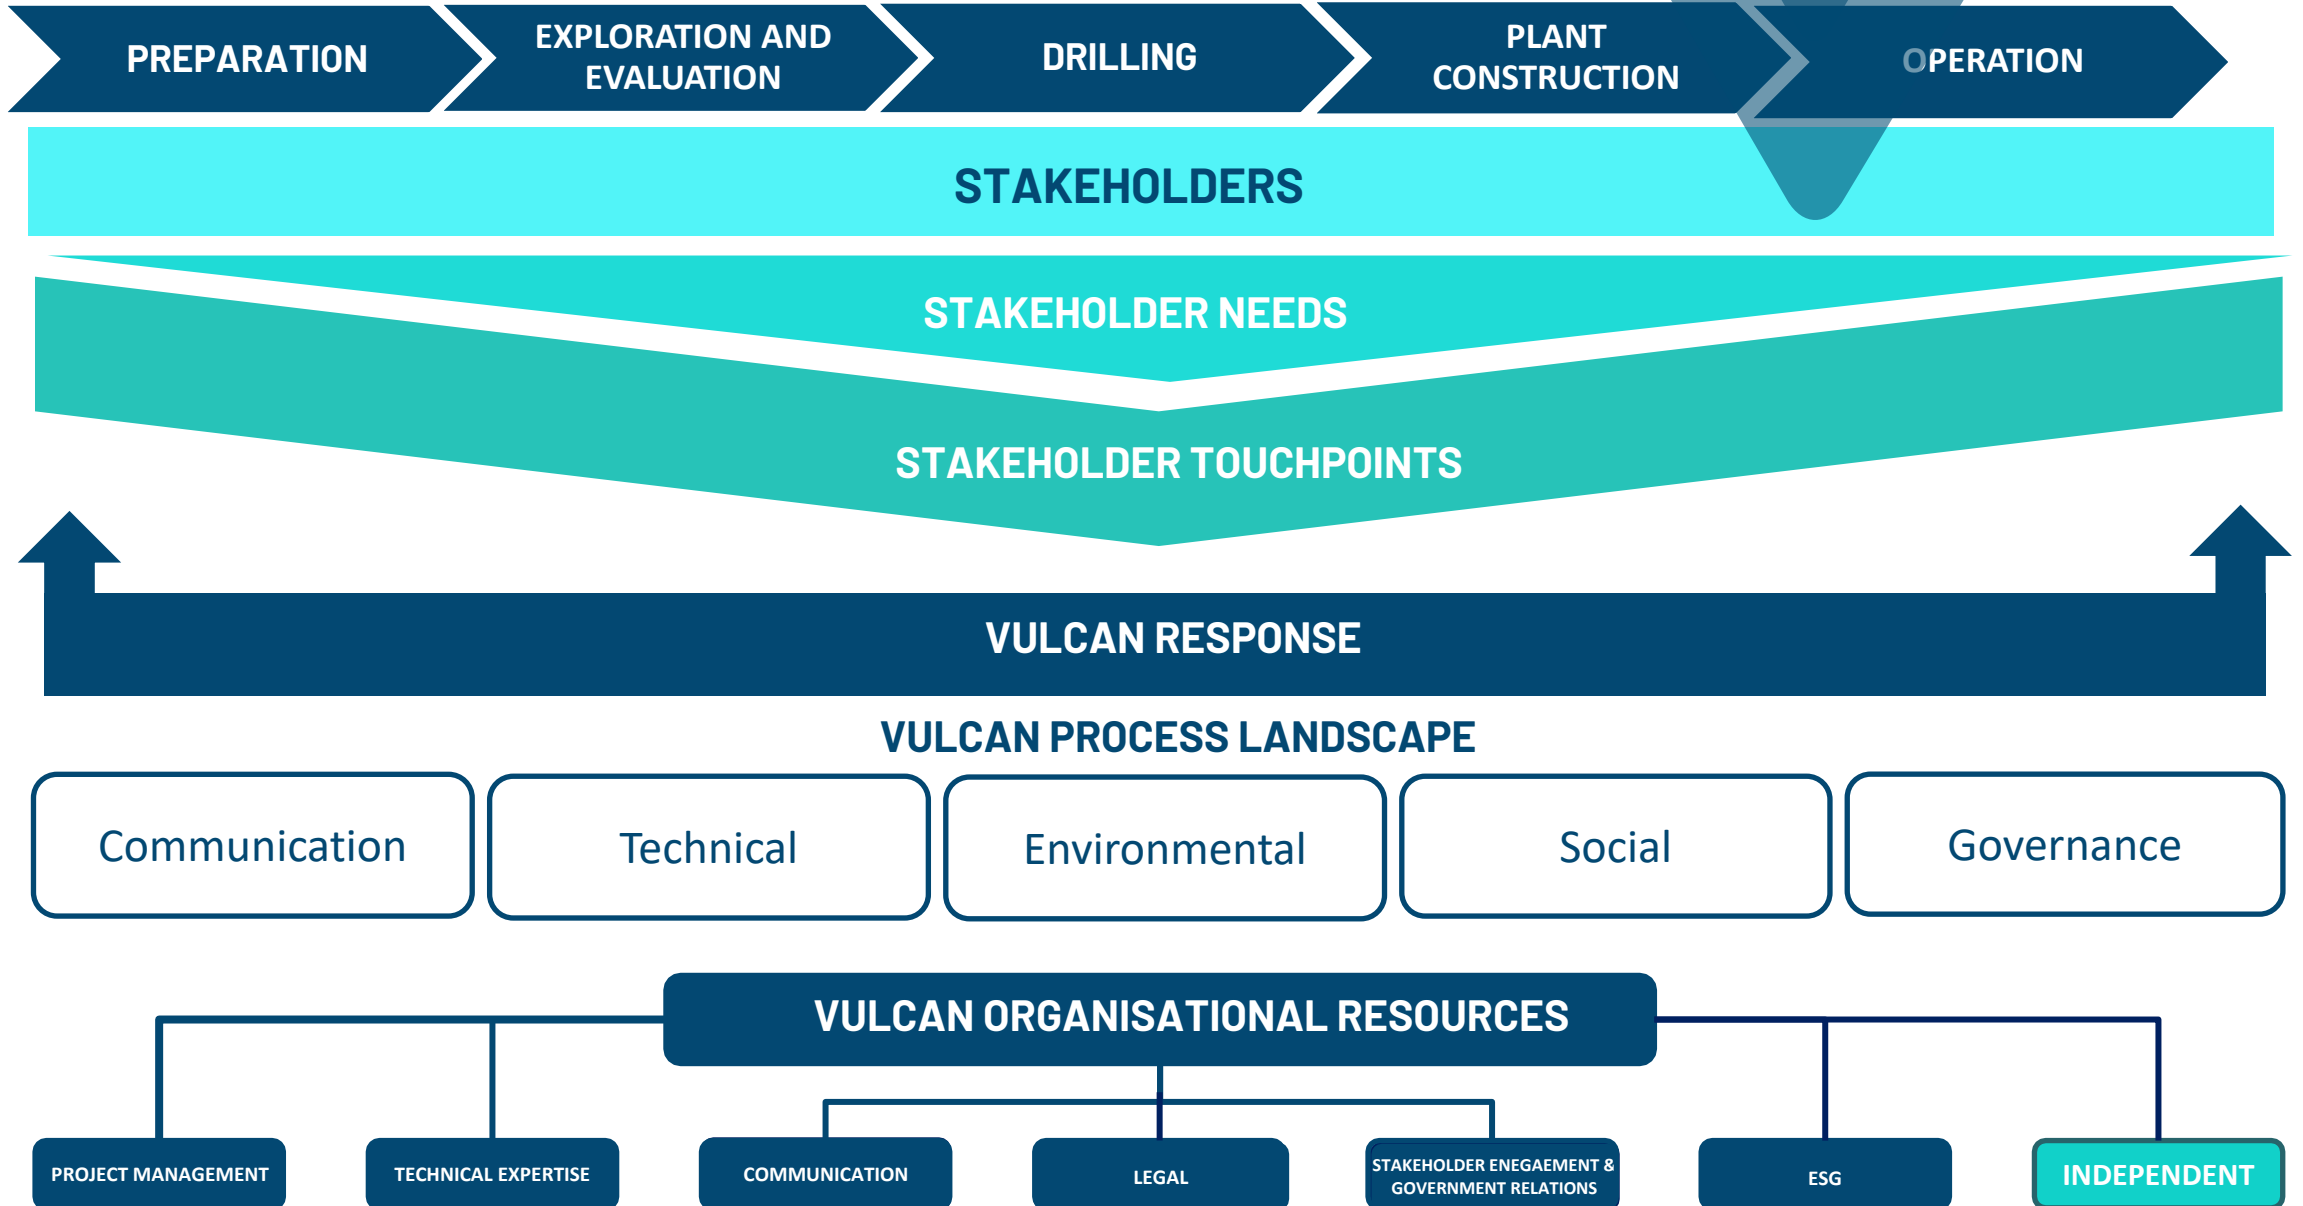 PREPARATION
EXPLORATION AND
EVALUATION
DRILLING
PLANT
CONSTRUCTION
OPERATION
STAKEHOLDERS
STAKEHOLDER NEEDS
STAKEHOLDER TOUCHPOINTS
VULCAN RESPONSE
VULCAN PROCESS LANDSCAPE
Communication
Technical
Environmental
Social
Governance
VULCAN ORGANISATIONAL RESOURCES
PROJECT MANAGEMENT
TECHNICAL EXPERTISE
COMMUNICATION
LEGAL
STAKEHOLDER ENEGAEMENT &
GOVERNMENT RELATIONS
ESG
INDEPENDENT